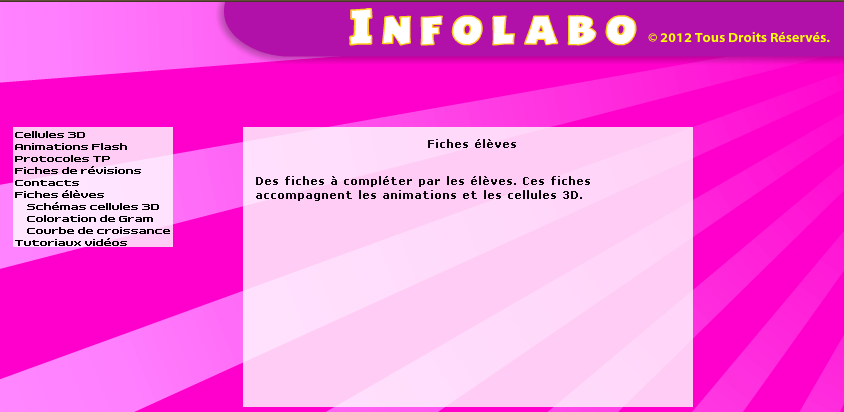 INFOLABO © 2012 Tous Droits Réservés.
Cellules 3D
Animations Flash
Protocoles TP
Fiches de révisions
Contacts
Fiches élèves
Schémas cellules 3D
Coloration de Gram
Courbe de croissance
Tutoriaux vidéos
Fiches élèves
Des fiches à compléter par les élèves. Ces fiches
accompagnent les animations et les cellules 3D.